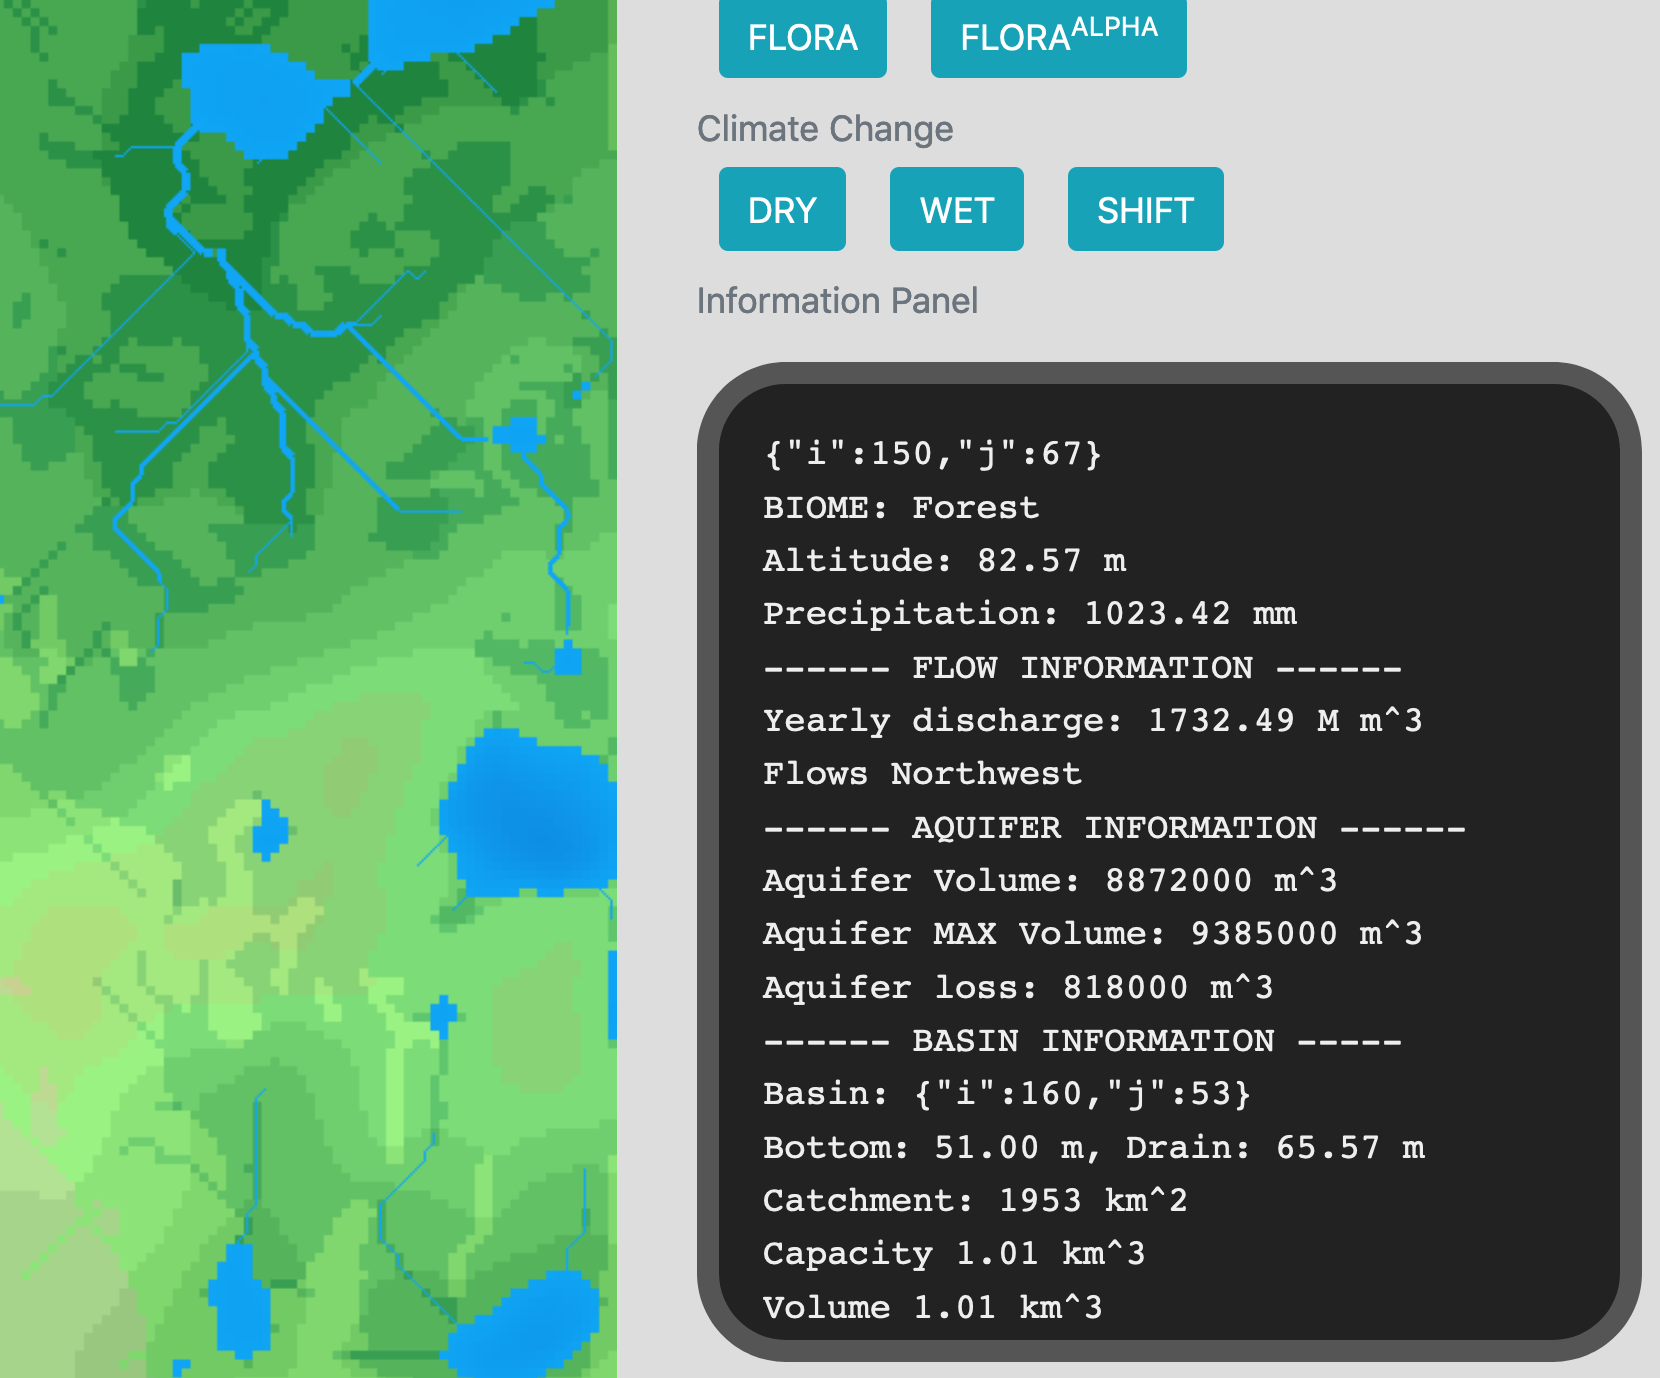 FLORA FLORA^ALPHA
Climate Change
DRY WET SHIFT
Information Panel
{"i":150,"j":67}
BIOME: Forest
Altitude: 82.57 m
Precipitation: 1023.42 mm
------ FLOW INFORMATION ------
Yearly discharge: 1732.49 M m^3
Flows Northwest
------ AQUIFER INFORMATION ------
Aquifer Volume: 8872000 m^3
Aquifer MAX Volume: 9385000 m^3
Aquifer loss: 818000 m^3
------ BASIN INFORMATION -----
Basin: {"i":160,"j":53}
Bottom: 51.00 m, Drain: 65.57 m
Catchment: 1953 km^2
Capacity 1.01 km^3
Volume 1.01 km^3